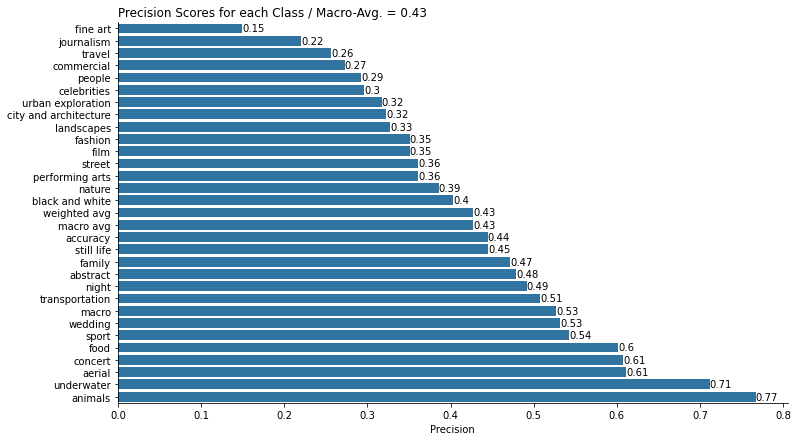 Precision Scores for each Class / Macro-Avg. = 0.43
fine art 0.15
journalism 0.22
travel 0.26
commercial 0.27
people 0.29
celebrities 0.3
urban exploration 0.32
city and architecture 0.32
landscapes 0.33
fashion 0.35
film 0.35
street 0.36
performing arts 0.36
nature 0.39
black and white 0.4
weighted avg 0.43
macro avg 0.43
accuracy 0.44
still life 0.45
family 0.47
abstract 0.48
night 0.49
transportation 0.51
macro 0.53
wedding 0.53
sport 0.54
food 0.6
concert 0.61
aerial 0.61
underwater 0.71
animals 0.77
0.0 0.1 0.2 0.3 0.4 0.5 0.6 0.7 0.8
Precision